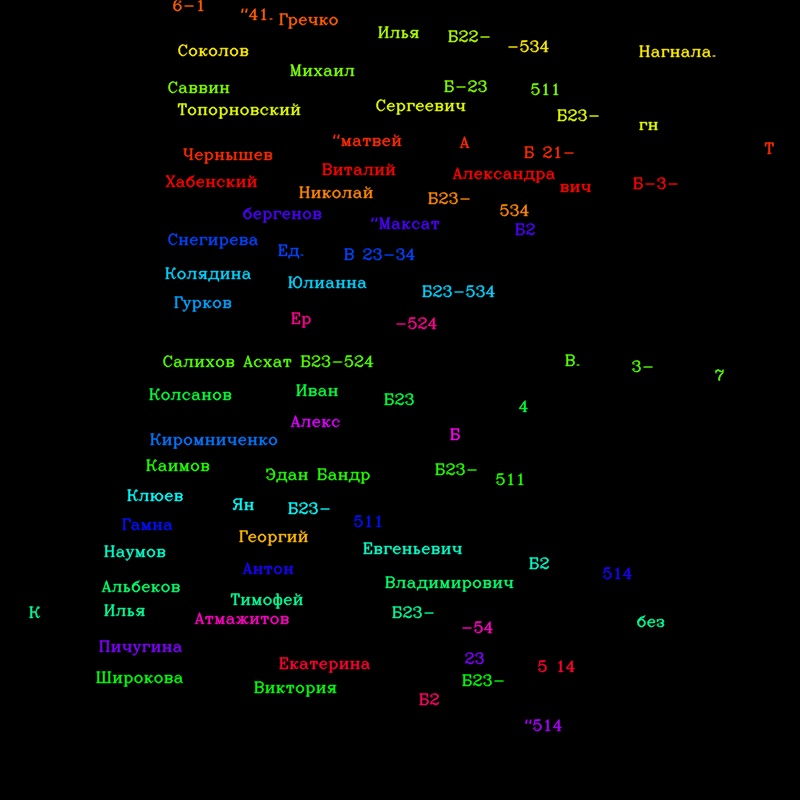 6-1 "41. Гречко
Соколов Илья Б22- -534 Нагнала.
Саввин Михаил Б-23 511
Топорновский Сергеевич Б23- гн
Чернышев "матвей А Б 21- Т
Хабенский Виталий Александра вич Б-3-
Николай Б23- 534
бергенов "Максат Б2
Снегирева Ед. В 23-34
Колядина Юлианна Б23-534
Гурков Ер -524
Салихов Асхат Б23-524 В. 3- 7
Колсанов Иван Б23 4
Киромниченко Алекс Б
Каимов Эдан Бандр Б23- 511
Клюев Ян Б23- 511
Гамна Георгий
Наумов Евгеньевич Б2
Антон 514
Альбеков Тимофей Владимирович
К Илья Атмажитов Б23- -54 без
Пичугина Екатерина 23 5 14
Широкова Виктория Б23-
Б2
"514